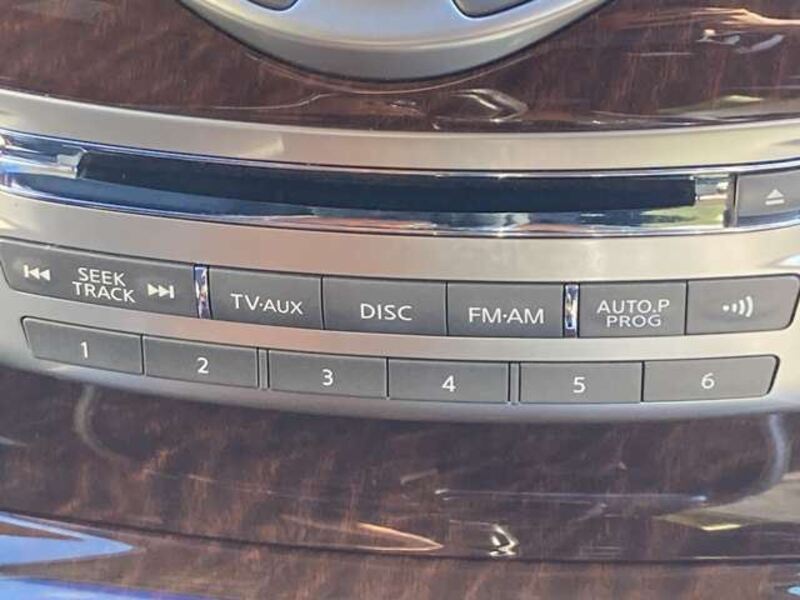 SEEK
TRACK
TV·AUX
DISC
FM·AM
AUTO.P
PROG
1
2
3
4
5
6